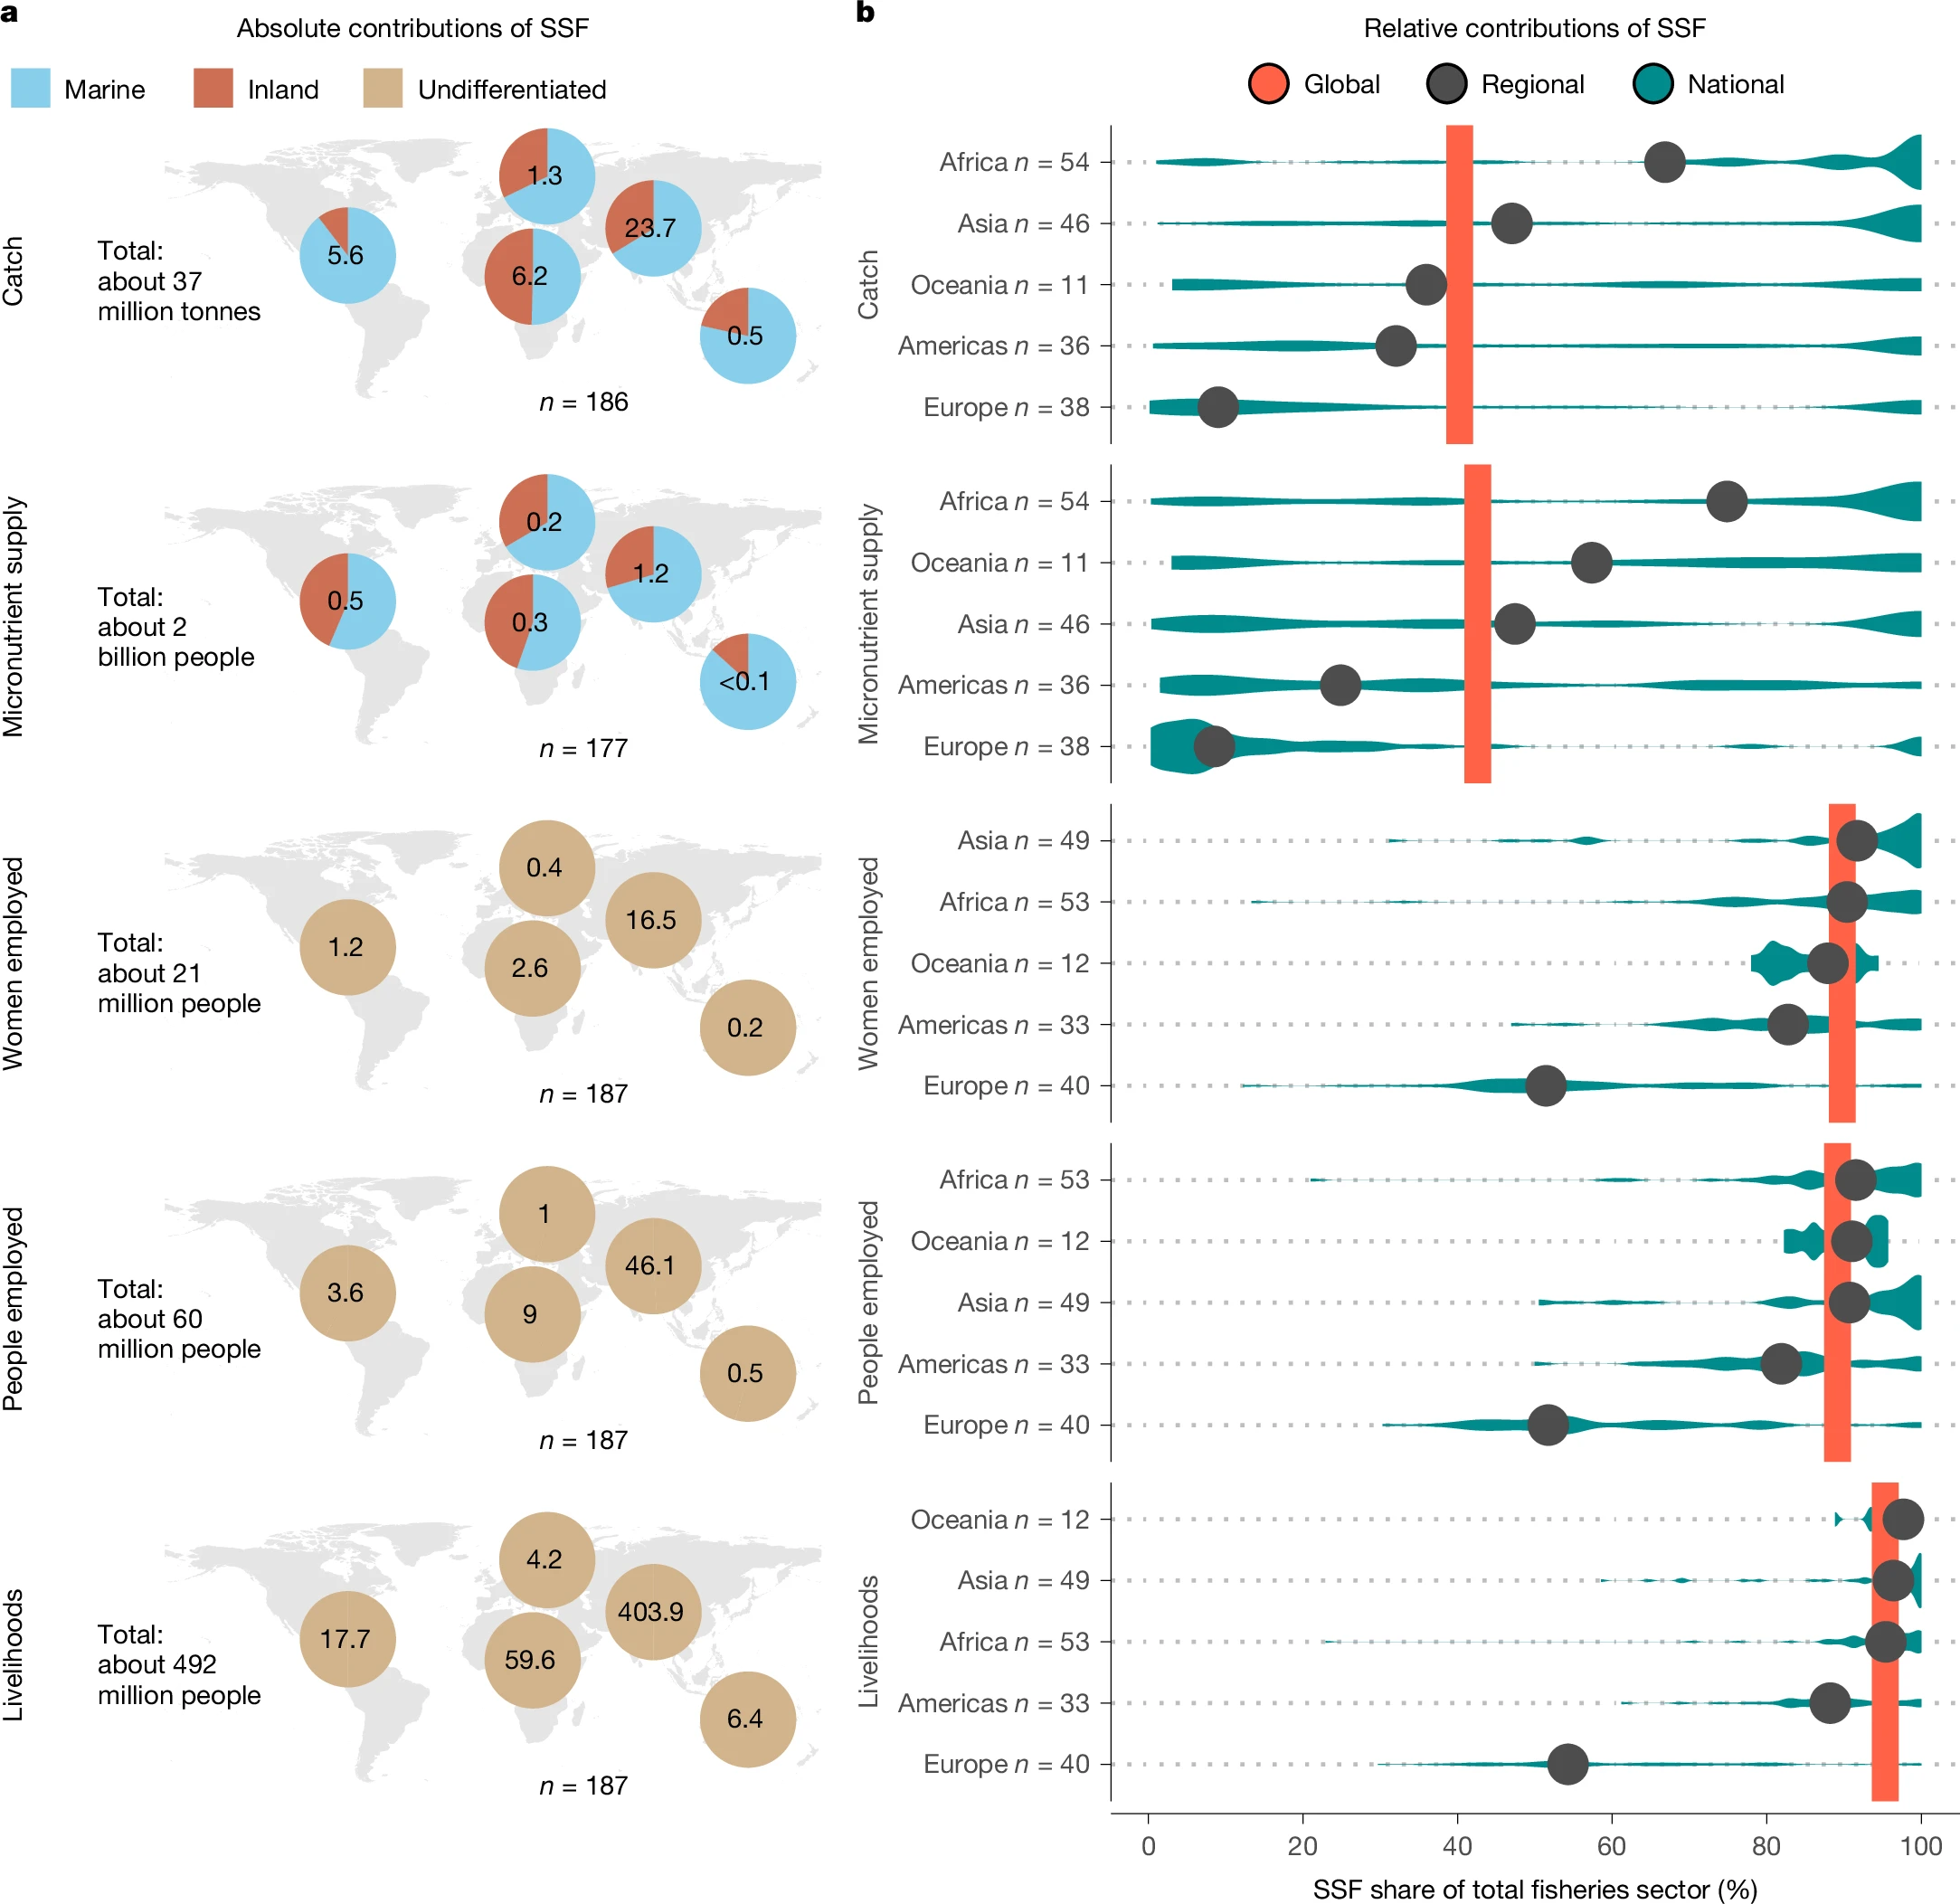 a
Absolute contributions of SSF
Marine
Inland
Undifferentiated
Catch
Total:
about 37
million tonnes
5.6
1.3
6.2
23.7
0.5
n = 186
Micronutrient supply
Total:
about 2
billion people
0.5
0.2
0.3
1.2
<0.1
n = 177
Women employed
Total:
about 21
million people
1.2
0.4
2.6
16.5
0.2
n = 187
People employed
Total:
about 60
million people
3.6
1
9
46.1
0.5
n = 187
Livelihoods
Total:
about 492
million people
17.7
4.2
59.6
403.9
6.4
n = 187
b
Relative contributions of SSF
Global
Regional
National
Catch
Africa n = 54
Asia n = 46
Oceania n = 11
Americas n = 36
Europe n = 38
Micronutrient supply
Africa n = 54
Oceania n = 11
Asia n = 46
Americas n = 36
Europe n = 38
Women employed
Asia n = 49
Africa n = 53
Oceania n = 12
Americas n = 33
Europe n = 40
People employed
Africa n = 53
Oceania n = 12
Asia n = 49
Americas n = 33
Europe n = 40
Livelihoods
Oceania n = 12
Asia n = 49
Africa n = 53
Americas n = 33
Europe n = 40
0 20 40 60 80 100
SSF share of total fisheries sector (%)